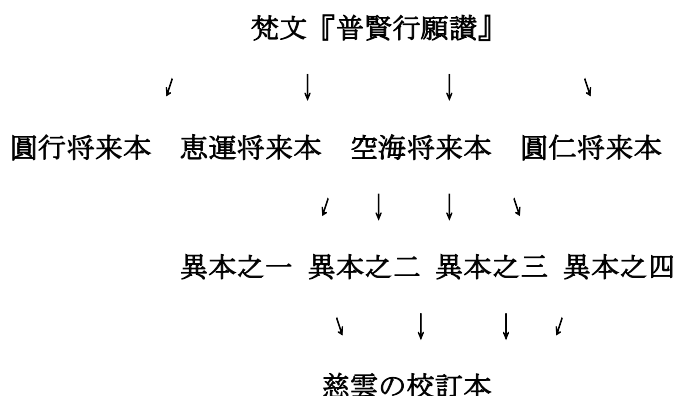 梵文『普賢行願讃』
圓行将来本　恵運将来本　空海将来本　圓仁将来本
異本之一　異本之二　異本之三　異本之四
慈雲の校訂本